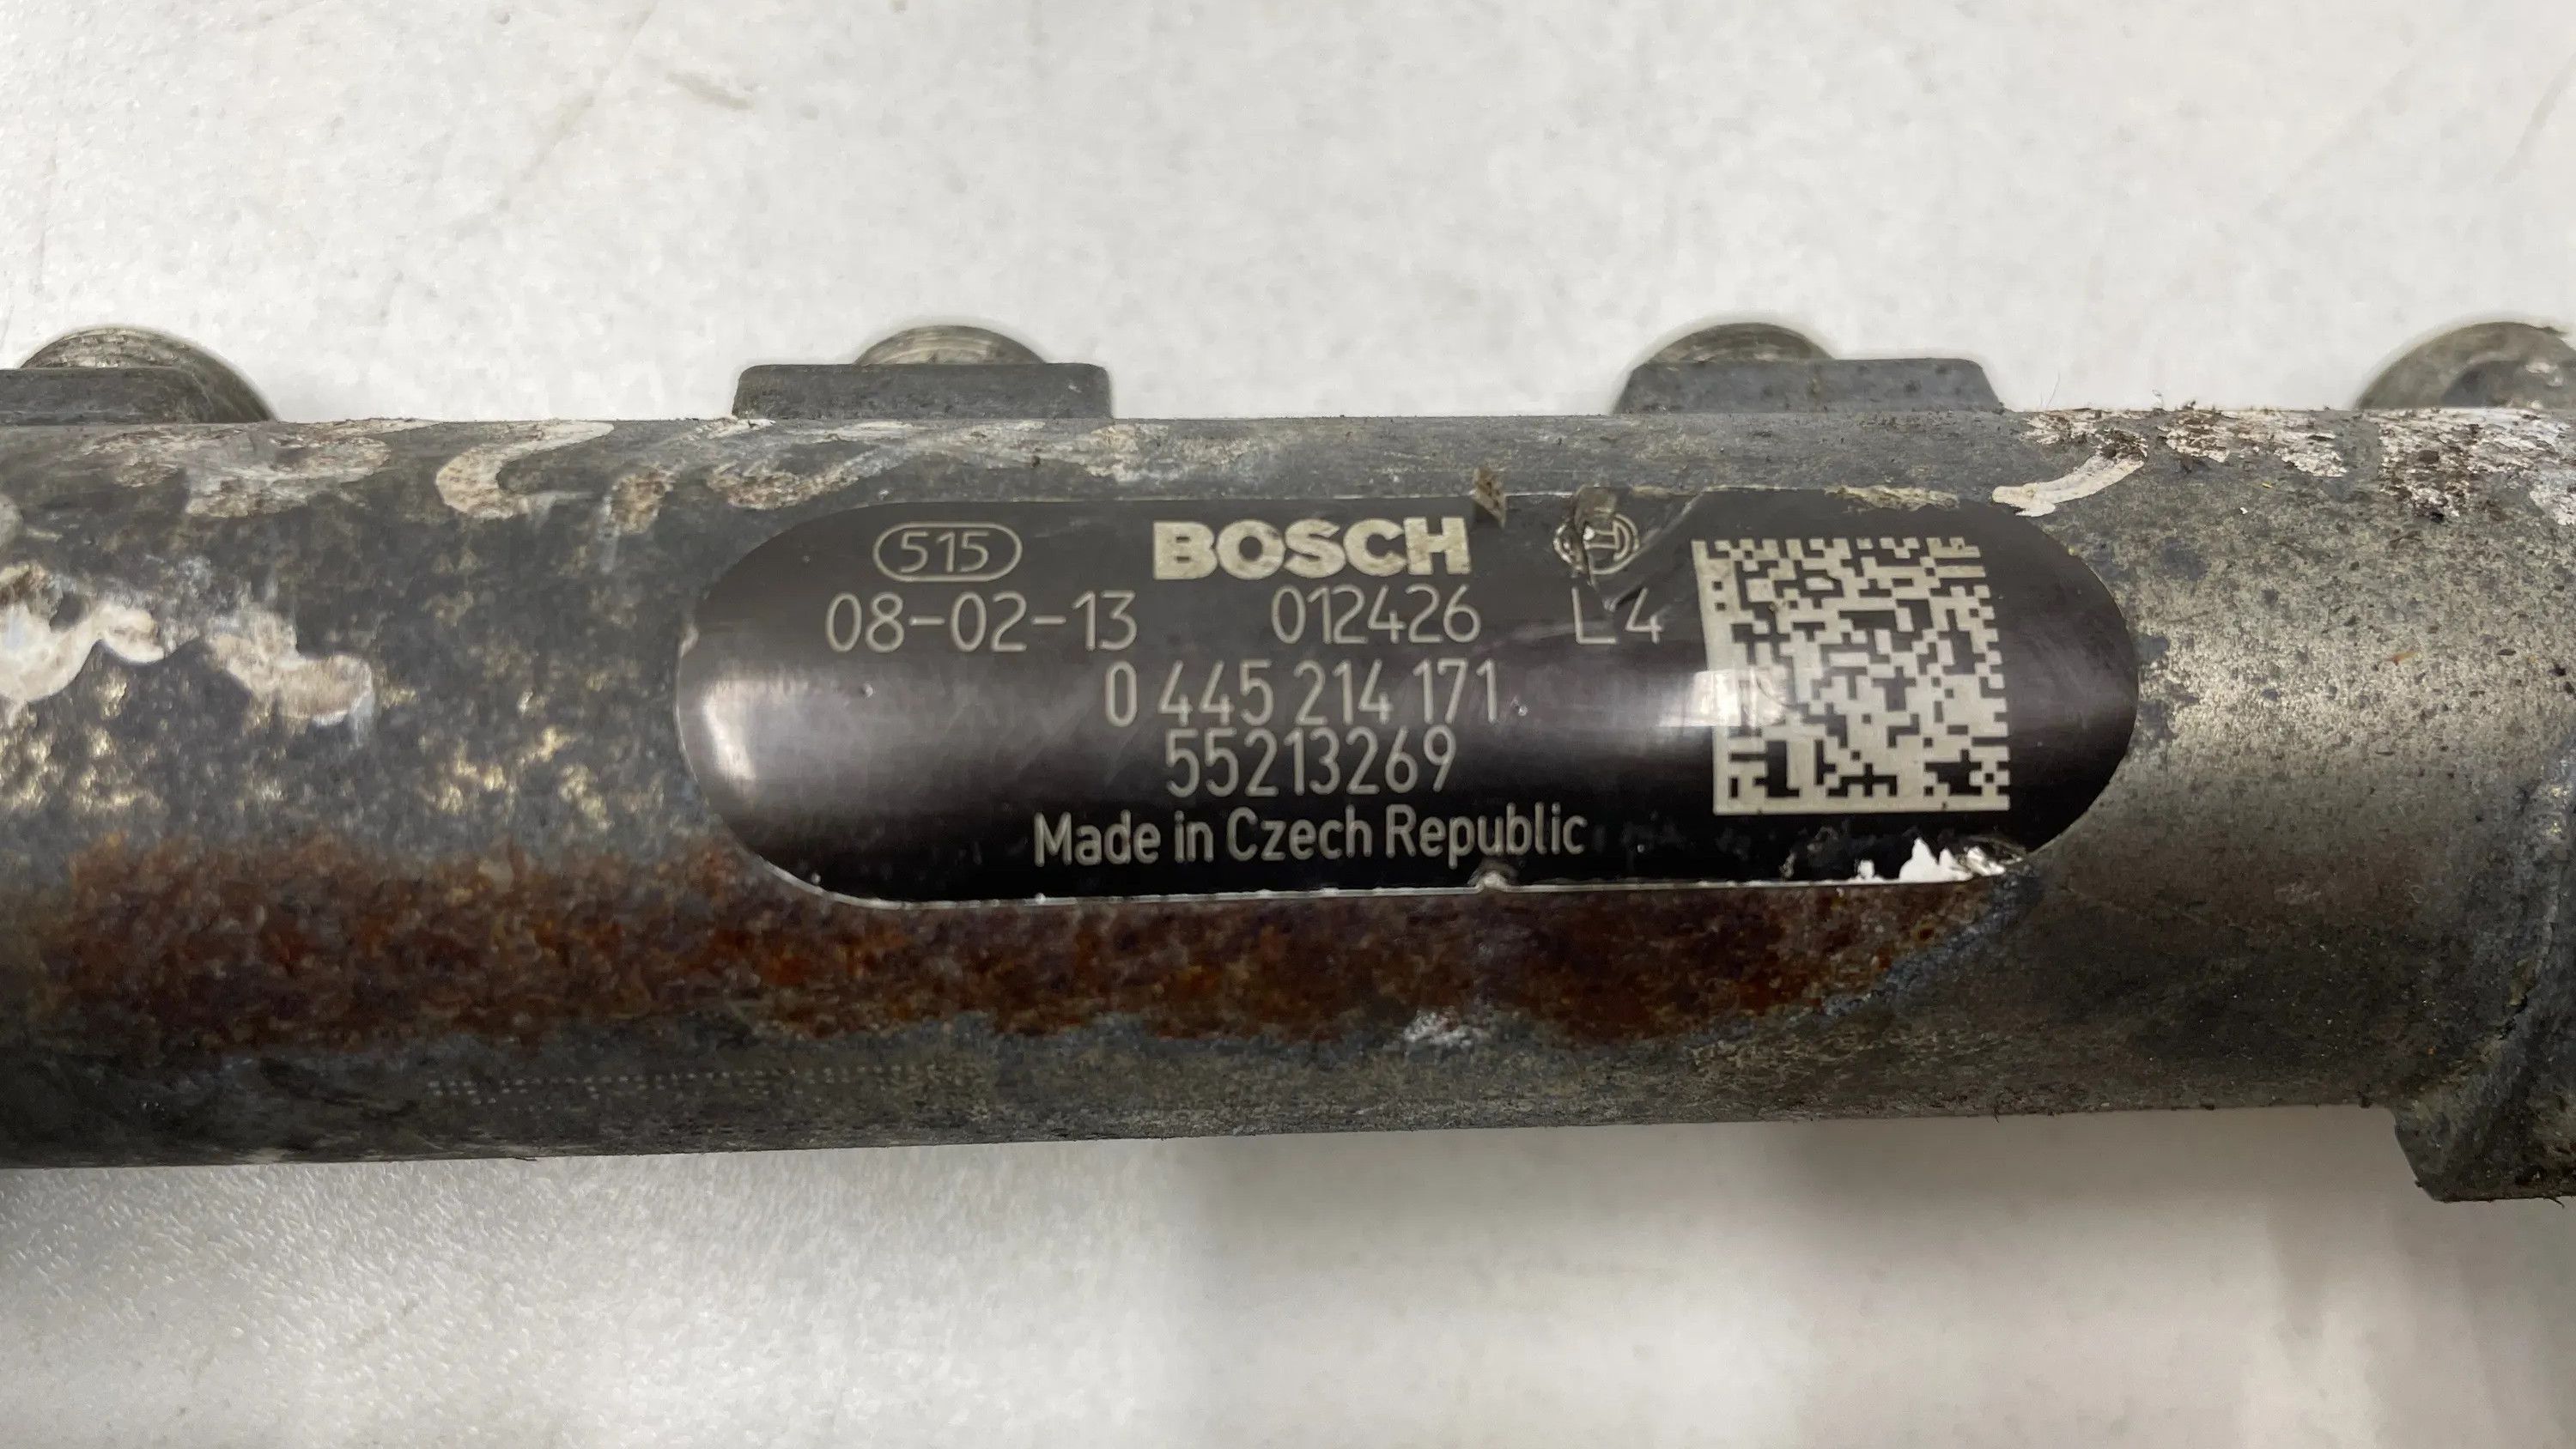 515 BOSCH
08-02-13 012426 L4
0 445 214 171
55213269
Made in Czech Republic